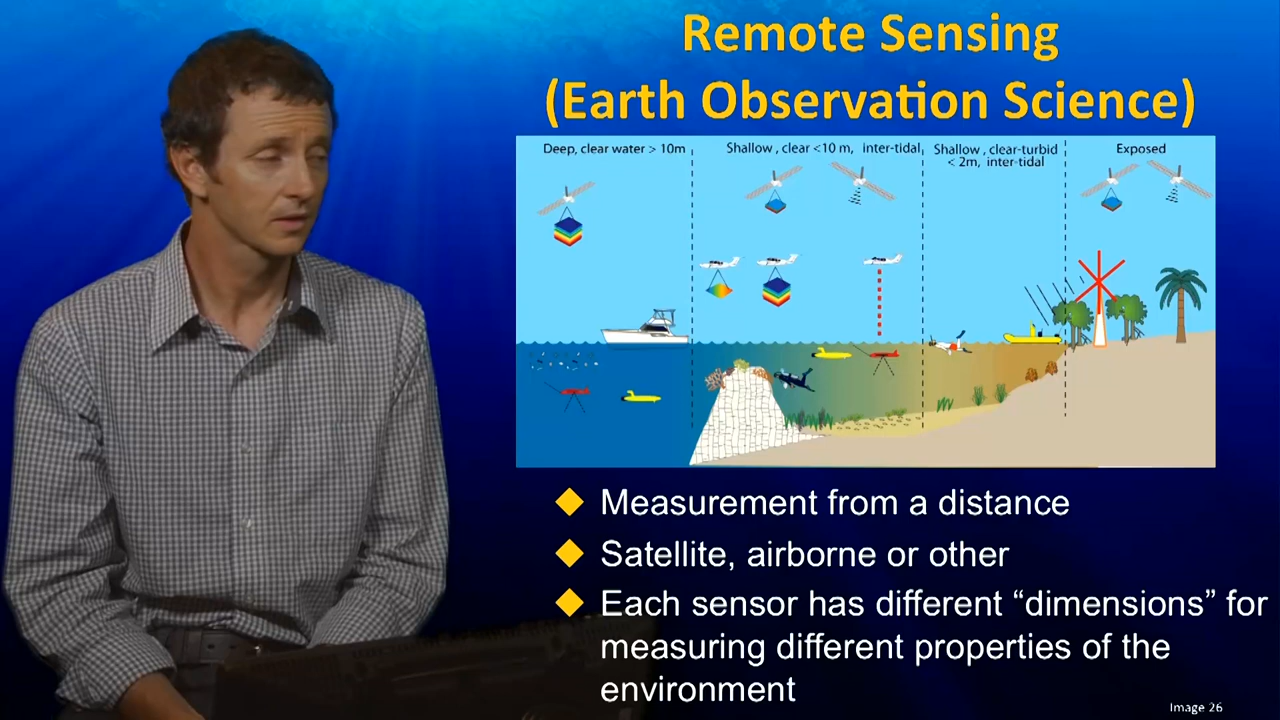 Remote Sensing
(Earth Observation Science)
Deep, clear water > 10m
Shallow , clear <10 m, inter-tidal
Shallow , clear-turbid
< 2m, inter-tidal
Exposed
Measurement from a distance
Satellite, airborne or other
Each sensor has different “dimensions” for
measuring different properties of the
environment
Image 26